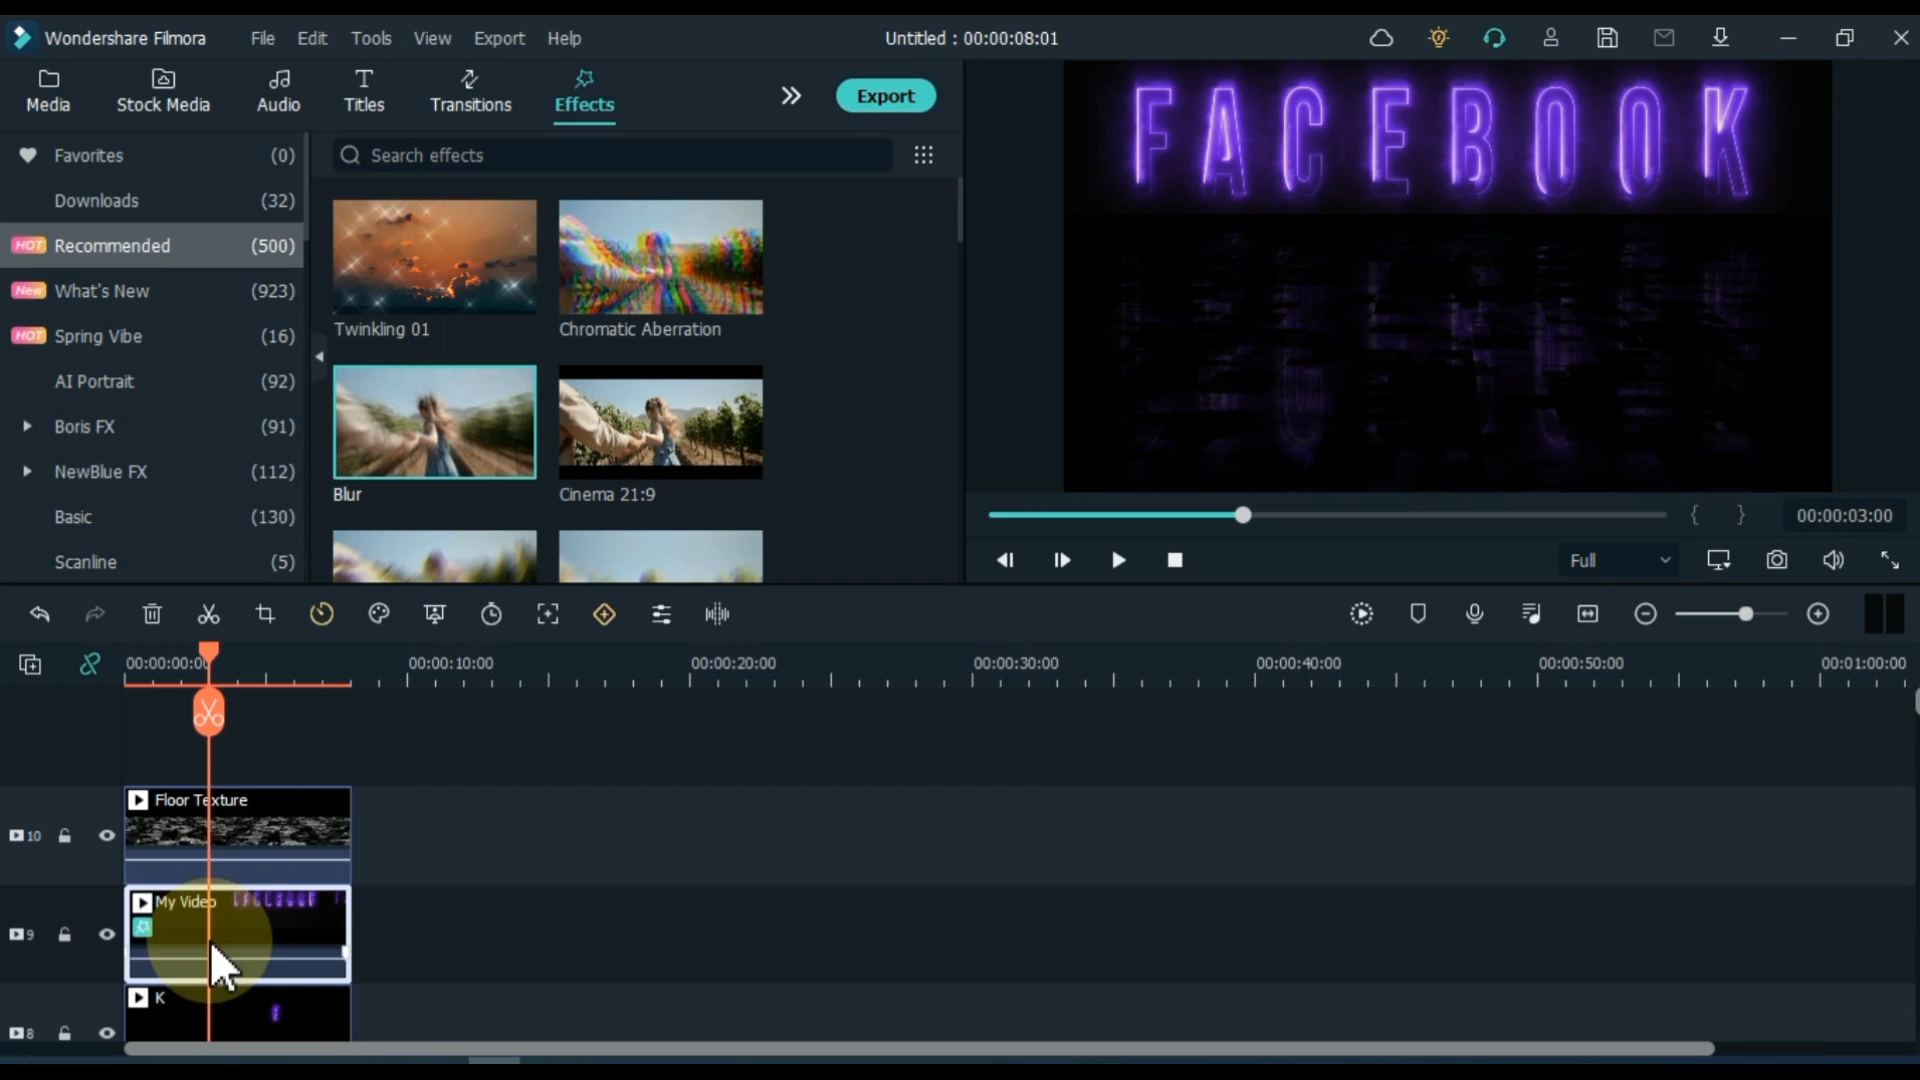 Wondershare Filmora File Edit Tools View Export Help Untitled : 00:00:08:01
Media Stock Media Audio Titles Transitions Effects Export
Favorites (0)
Downloads (32)
HOT Recommended (500)
New What's New (923)
HOT Spring Vibe (16)
AI Portrait (92)
Boris FX (91)
NewBlue FX (112)
Basic (130)
Scanline (5)
Search effects
Twinkling 01 Chromatic Aberration
Blur Cinema 21:9
FACEBOOK
{ } 00:00:03:00
Full
00:00:00:0 00:00:10:00 00:00:20:00 00:00:30:00 00:00:40:00 00:00:50:00 00:01:00:00
Floor Texture
10
My Video
9
K
8